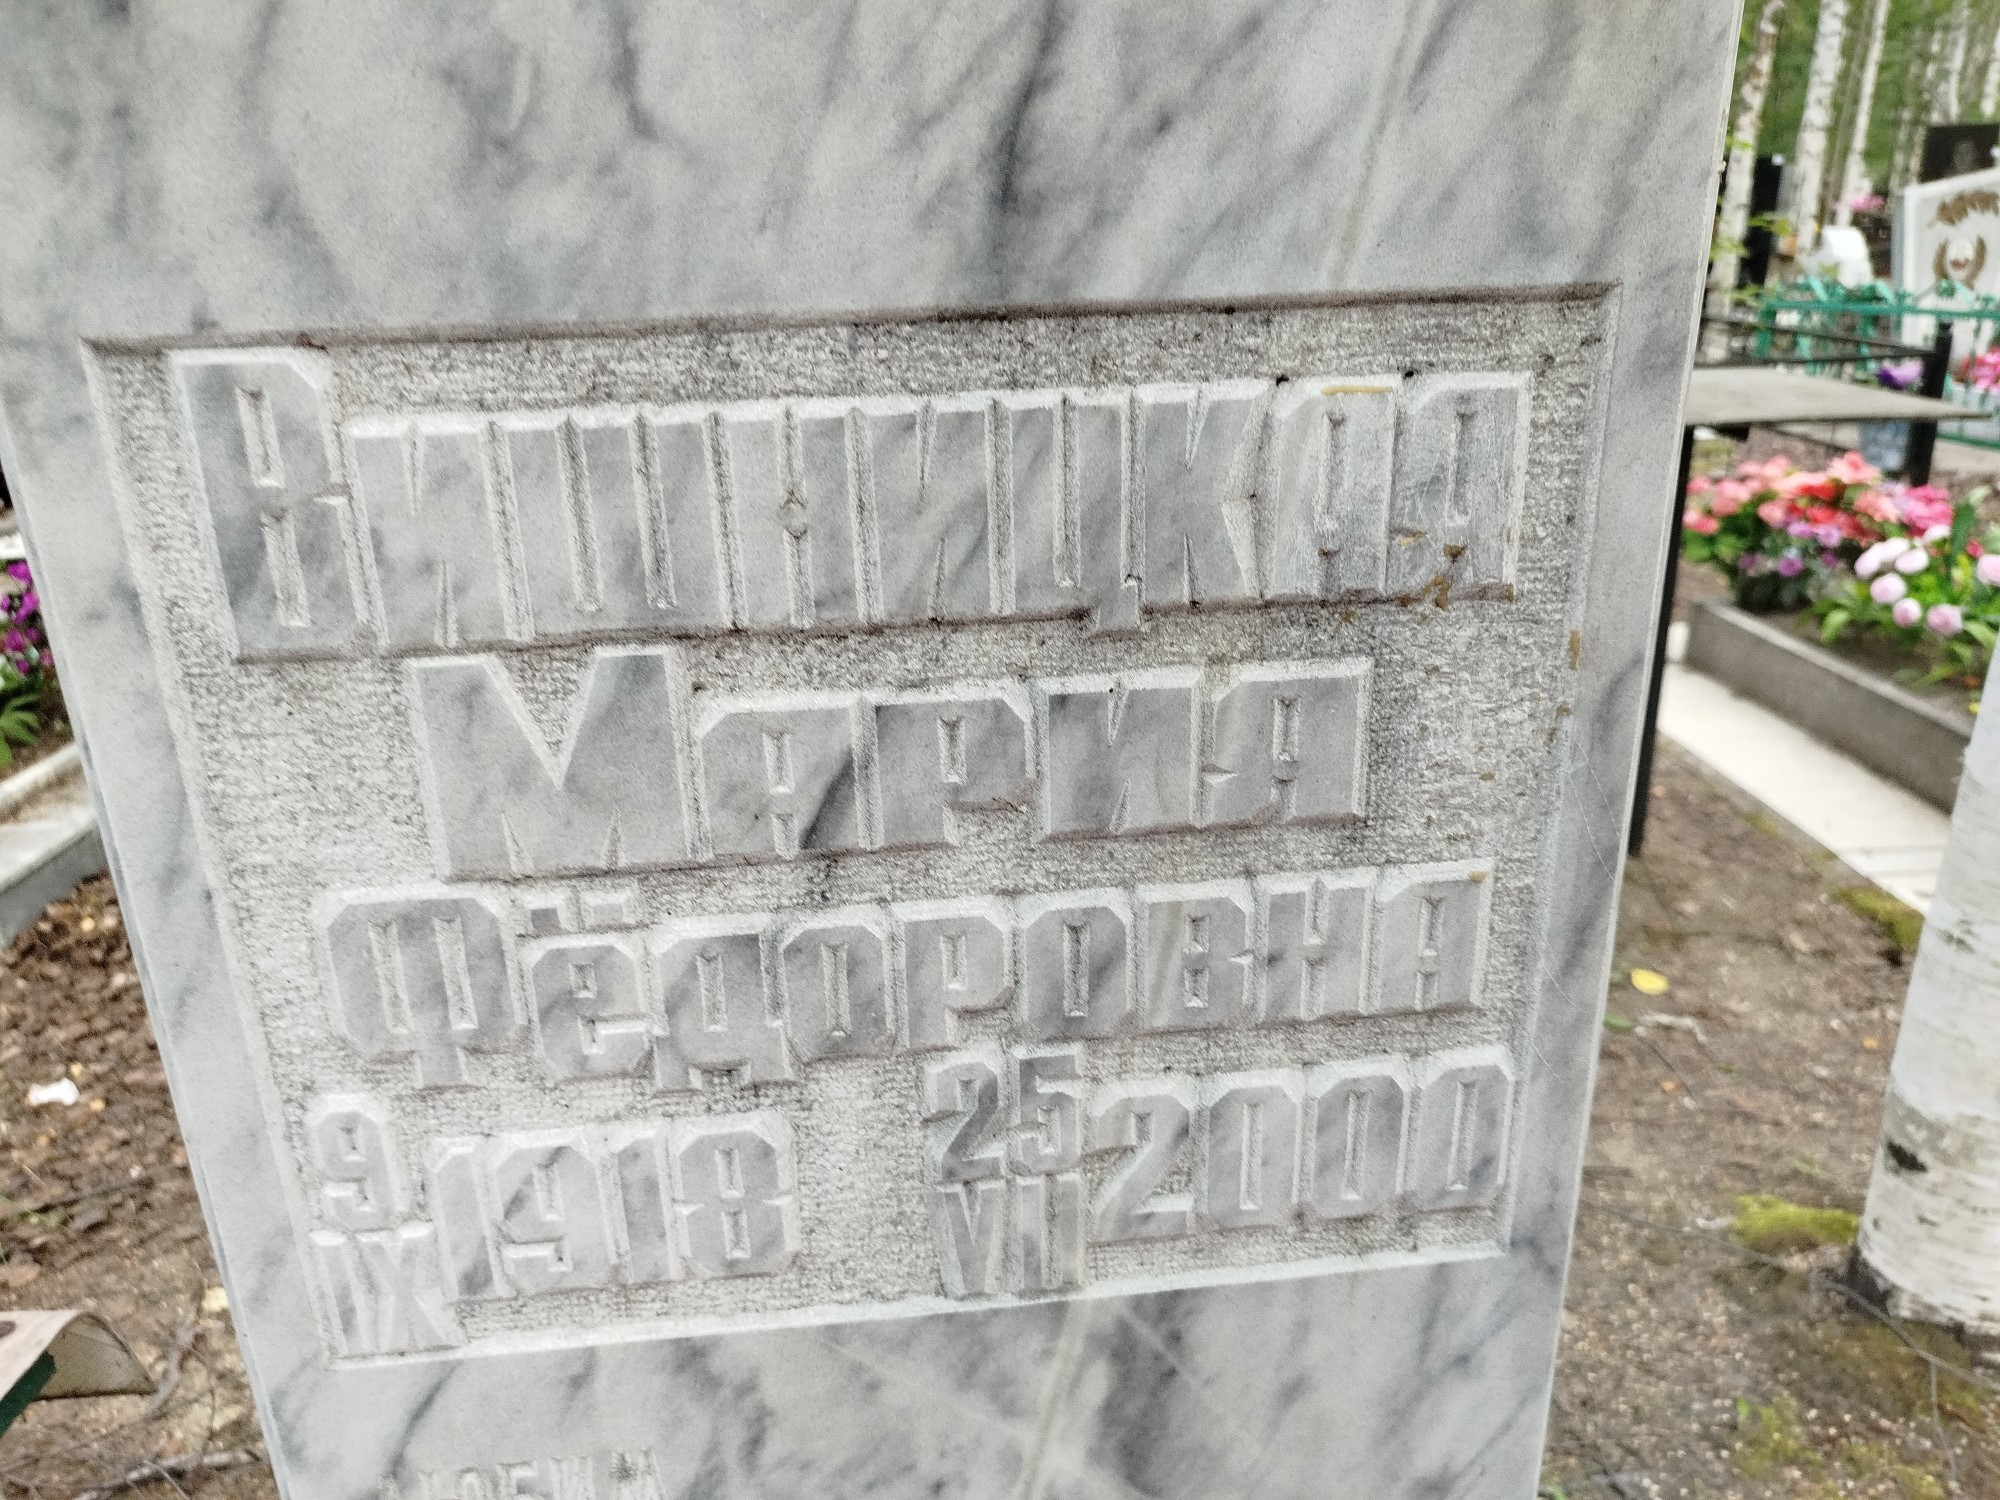 Вишницкая
Мария
Фёдоровна
9 IX 1918 25 VII 2000